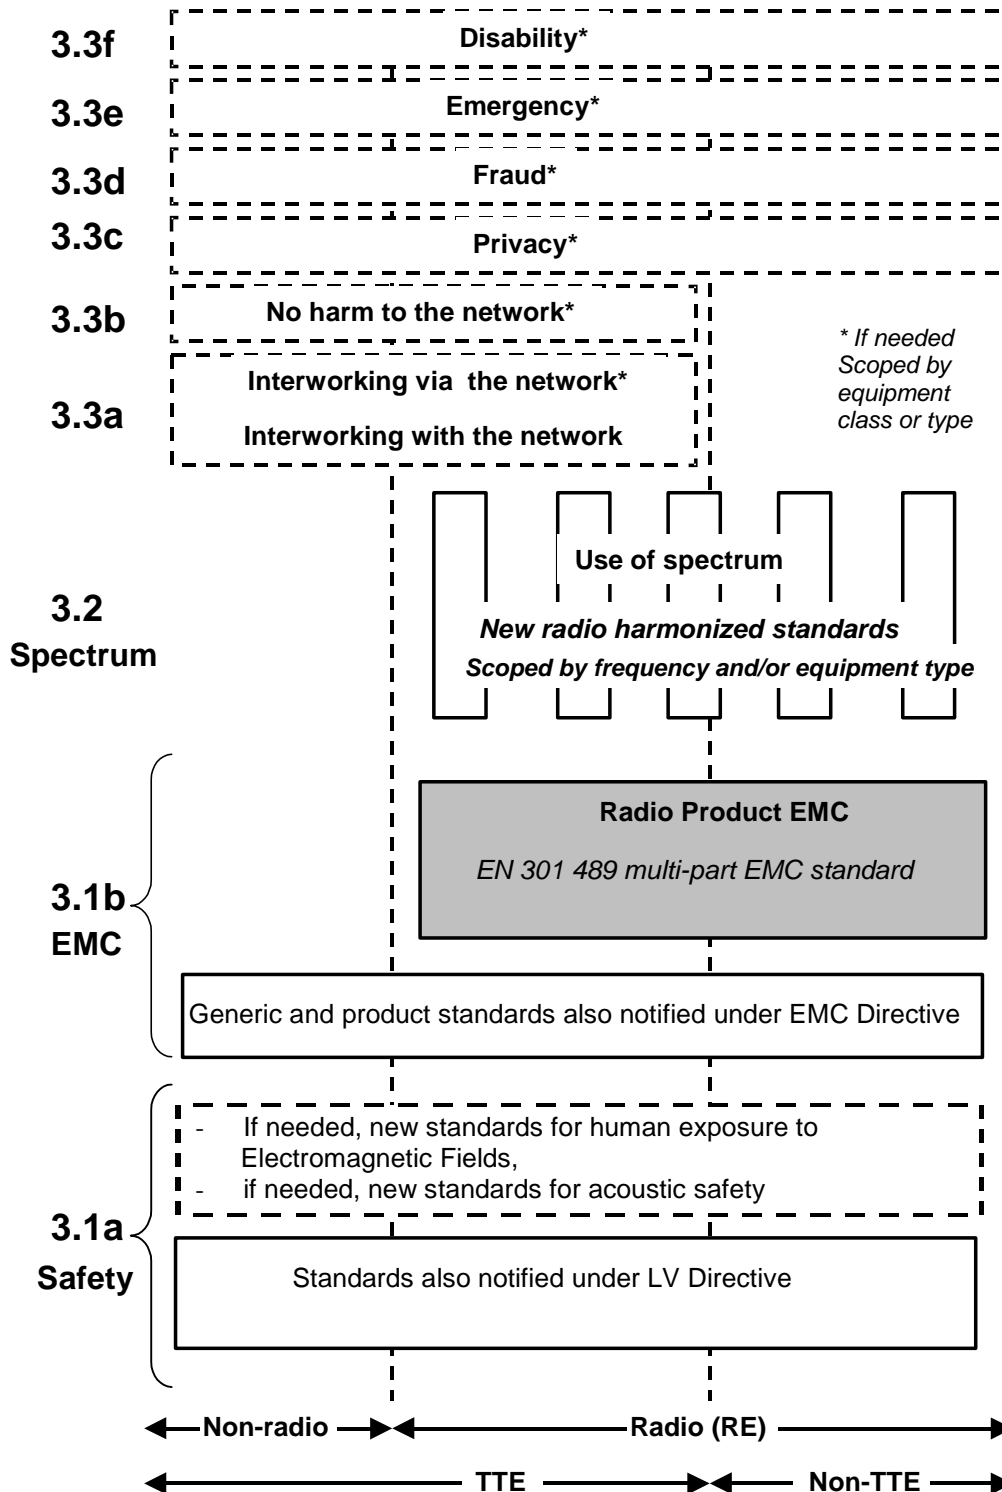 3.3f
Disability*
3.3e
Emergency*
3.3d
Fraud*
3.3c
Privacy*
3.3b
No harm to the network*
* If needed
Scoped by
equipment
class or type
3.3a
Interworking via the network*
Interworking with the network
Use of spectrum
3.2
Spectrum
New radio harmonized standards
Scoped by frequency and/or equipment type
Radio Product EMC
EN 301 489 multi-part EMC standard
3.1b
EMC
Generic and product standards also notified under EMC Directive
- If needed, new standards for human exposure to
Electromagnetic Fields,
- if needed, new standards for acoustic safety
3.1a
Safety
Standards also notified under LV Directive
Non-radio
Radio (RE)
TTE
Non-TTE